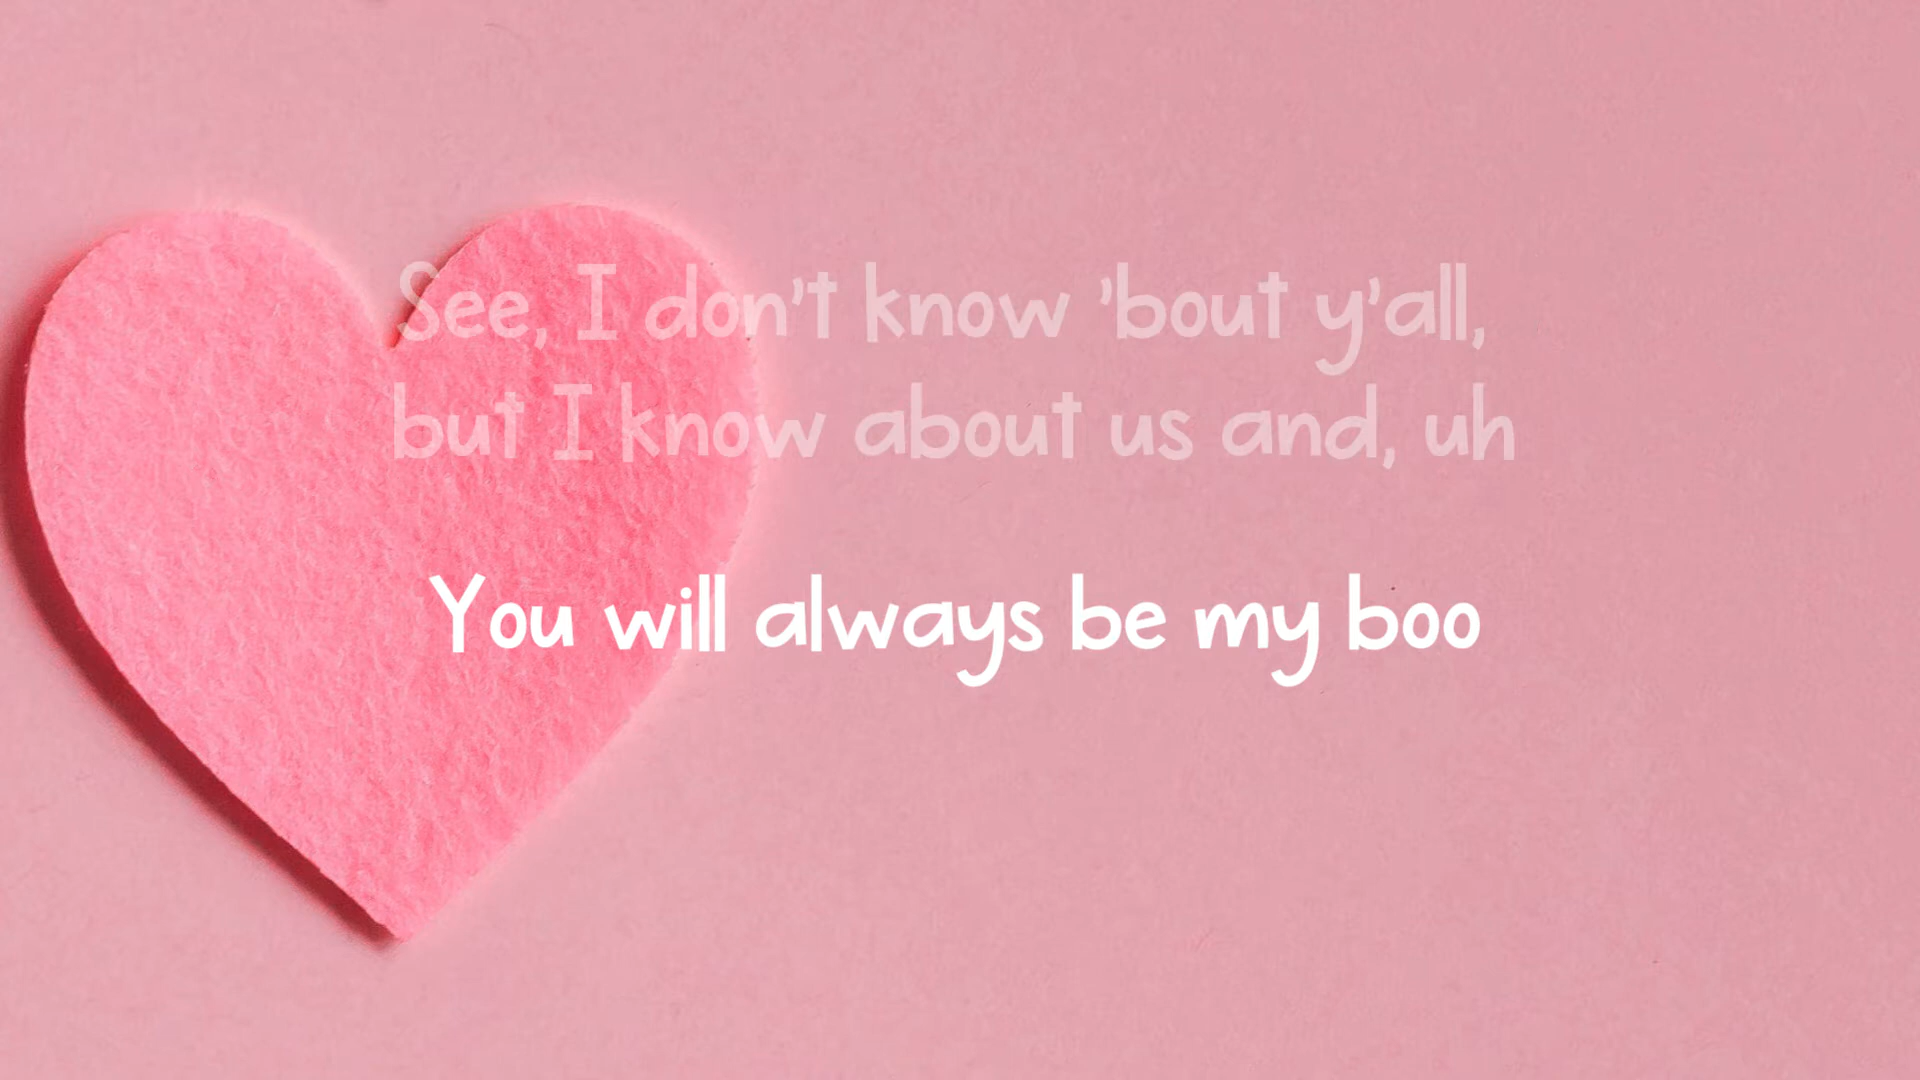 See, I don't know 'bout y'all,
but I know about us and, uh
You will always be my boo